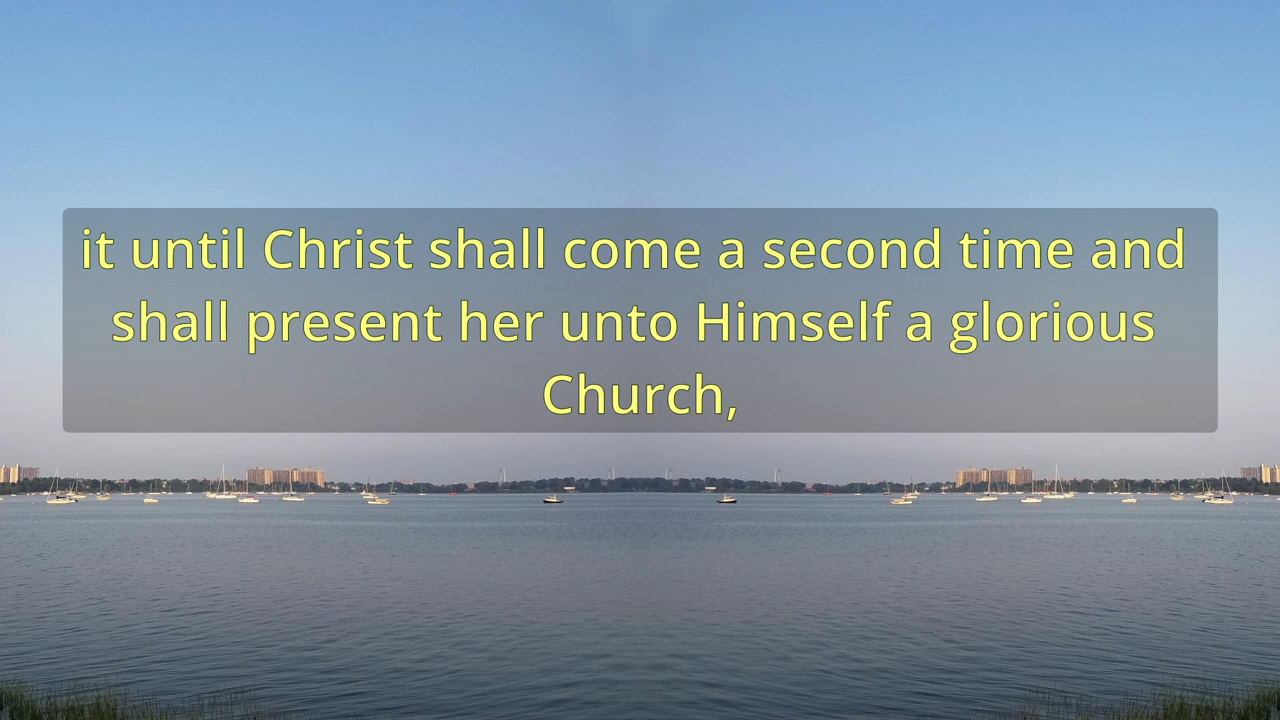 it until Christ shall come a second time and
shall present her unto Himself a glorious
Church,